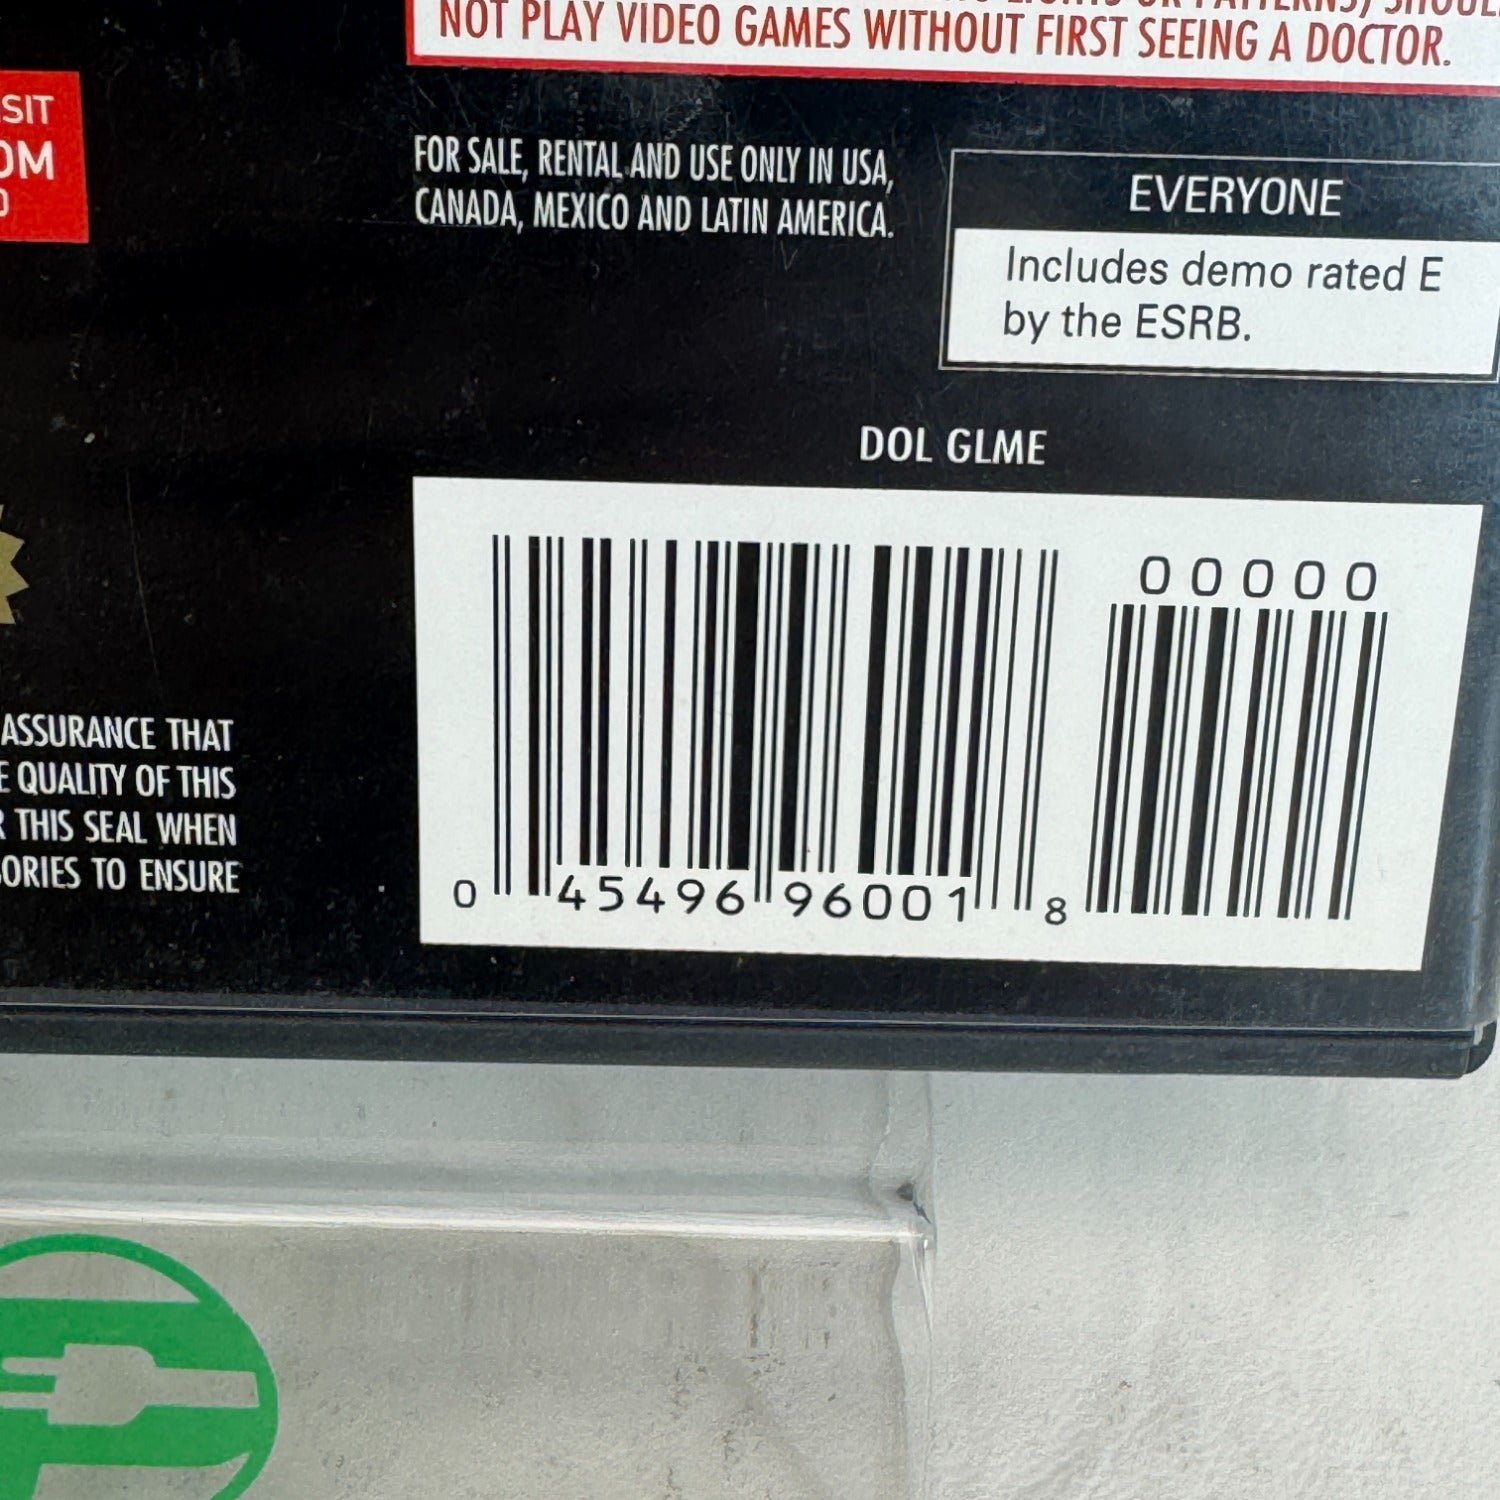 NOT PLAY VIDEO GAMES WITHOUT FIRST SEEING A DOCTOR.
SIT
OM
FOR SALE, RENTAL AND USE ONLY IN USA,
CANADA, MEXICO AND LATIN AMERICA.
EVERYONE
Includes demo rated E
by the ESRB.
DOL GLME
00000
0 45496 96001 8
ASSURANCE THAT
E QUALITY OF THIS
R THIS SEAL WHEN
ORIES TO ENSURE